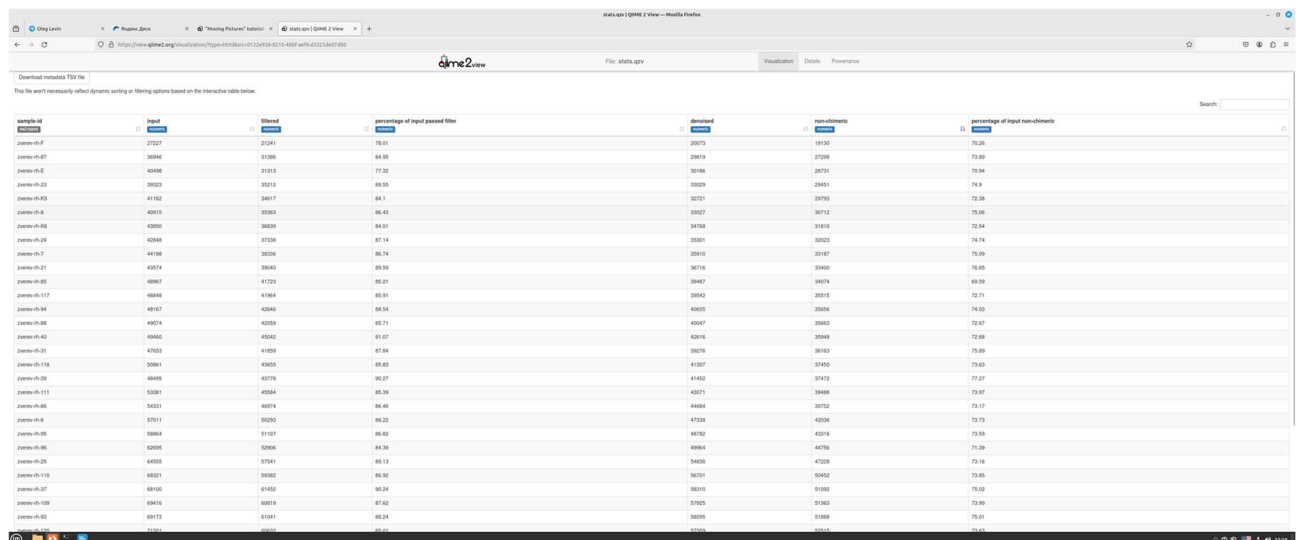 stats.qzv | QIIME 2 View — Mozilla Firefox
Oleg Levin Яндекс Диск "Moving Pictures" tutorial stats.qzv | QIIME 2 View
qiime2view File: stats.qzv Visualization Details Provenance
Download metadata TSV file
This file won't necessarily reflect dynamic sorting or filtering options based on the interactive table below.
Search:
sample-id input filtered percentage of input passed filter denoised non-chimeric percentage of input non-chimeric
numeric numeric numeric numeric numeric numeric
zverev-rh-F 27227 21241 78.01 20073 19130 70.26
zverev-rh-87 36946 31386 84.95 29819 27298 73.89
zverev-rh-E 40498 31313 77.32 30186 28731 70.94
zverev-rh-23 39323 35212 89.55 33029 29451 74.9
zverev-rh-K5 41162 34617 84.1 32721 29793 72.38
zverev-rh-8 40915 35363 86.43 33027 30712 75.06
zverev-rh-K6 43850 36839 84.01 34768 31810 72.54
zverev-rh-24 42848 37338 87.14 35301 32023 74.74
zverev-rh-7 44198 38336 86.74 35910 33187 75.09
zverev-rh-21 43574 39040 89.59 36716 33400 76.65
zverev-rh-85 48967 41723 85.21 39487 34074 69.59
zverev-rh-117 48848 41964 85.91 39542 35515 72.71
zverev-rh-94 48167 42646 88.54 40655 35656 74.03
zverev-rh-88 49074 42059 85.71 40047 35663 72.67
zverev-rh-40 49460 45042 91.07 42616 35948 72.68
zverev-rh-31 47653 41859 87.84 39276 36163 75.89
zverev-rh-118 50861 43655 85.83 41307 37450 73.63
zverev-rh-39 48495 43778 90.27 41452 37472 77.27
zverev-rh-111 53381 45584 85.39 43071 39488 73.97
zverev-rh-86 54331 46974 86.46 44684 39752 73.17
zverev-rh-6 57011 50293 88.22 47338 42036 73.73
zverev-rh-95 58864 51107 86.82 48782 43316 73.59
zverev-rh-96 62695 52906 84.39 49964 44756 71.39
zverev-rh-29 64555 57541 89.13 54836 47228 73.16
zverev-rh-110 68321 59382 86.92 56701 50452 73.85
zverev-rh-37 68100 61452 90.24 58310 51092 75.02
zverev-rh-109 69416 60819 87.62 57925 51363 73.99
zverev-rh-93 69173 61041 88.24 58095 51888 75.01